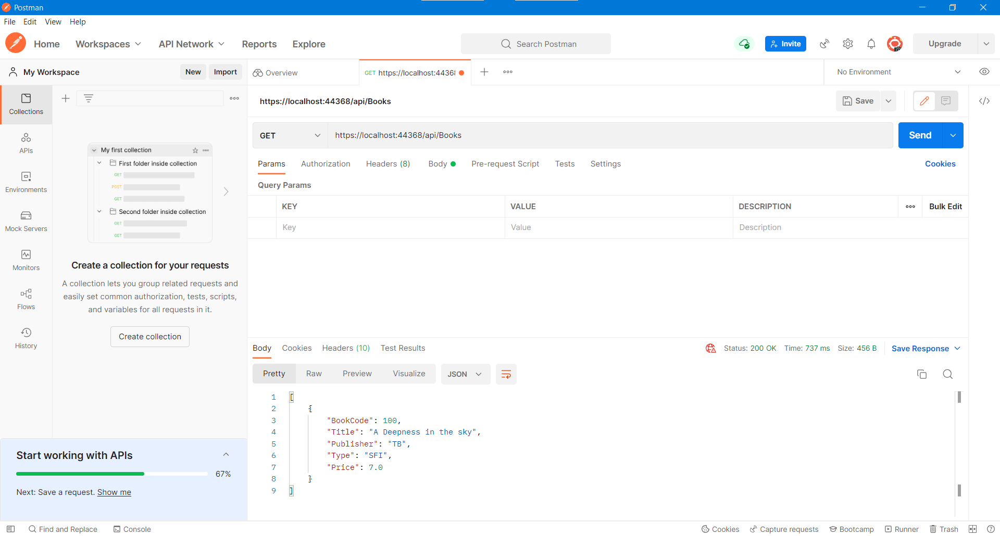 Postman
File Edit View Help
Home Workspaces API Network Reports Explore Search Postman Invite Upgrade
My Workspace New Import Overview GET https://localhost:4436 No Environment
Collections
APIs
Environments
Mock Servers
Monitors
Flows
History
My first collection
First folder inside collection
GET
POST
GET
Second folder inside collection
GET
GET
Create a collection for your requests
A collection lets you group related requests and
easily set common authorization, tests, scripts,
and variables for all requests in it.
Create collection
Start working with APIs
67%
Next: Save a request. Show me
https://localhost:44368/api/Books Save
GET https://localhost:44368/api/Books Send
Params Authorization Headers (8) Body Pre-request Script Tests Settings Cookies
Query Params
KEY VALUE DESCRIPTION Bulk Edit
Key Value Description
Body Cookies Headers (10) Test Results Status: 200 OK Time: 737 ms Size: 456 B Save Response
Pretty Raw Preview Visualize JSON
1 [
2 {
3 "BookCode": 100,
4 "Title": "A Deepness in the sky",
5 "Publisher": "TB",
6 "Type": "SFI",
7 "Price": 7.0
8 }
9 ]
Find and Replace Console Cookies Capture requests Bootcamp Runner Trash